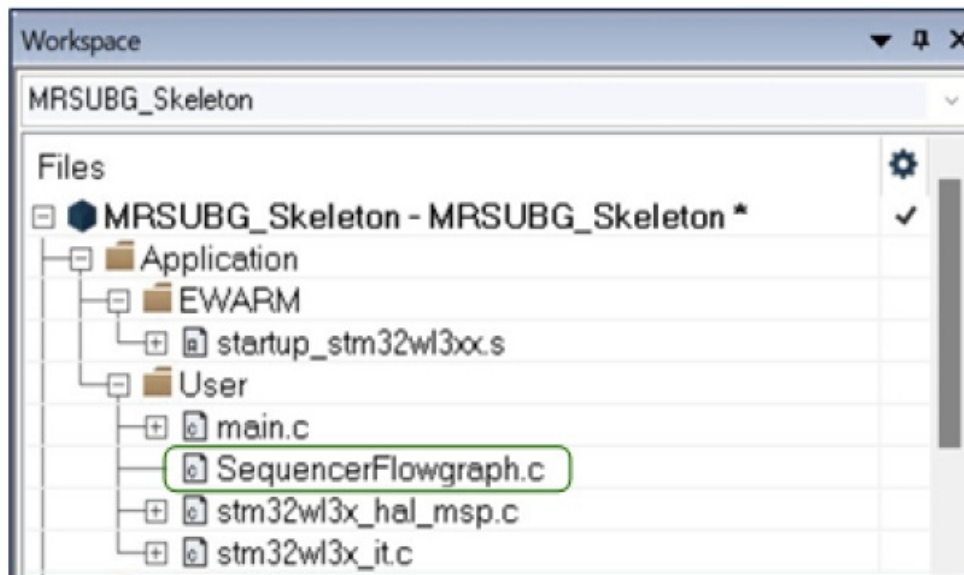 Workspace
MRSUBG_Skeleton
Files
MRSUBG_Skeleton - MRSUBG_Skeleton *
Application
EWARM
startup_stm32wl3xx.s
User
main.c
SequencerFlowgraph.c
stm32wl3x_hal_msp.c
stm32wl3x_it.c